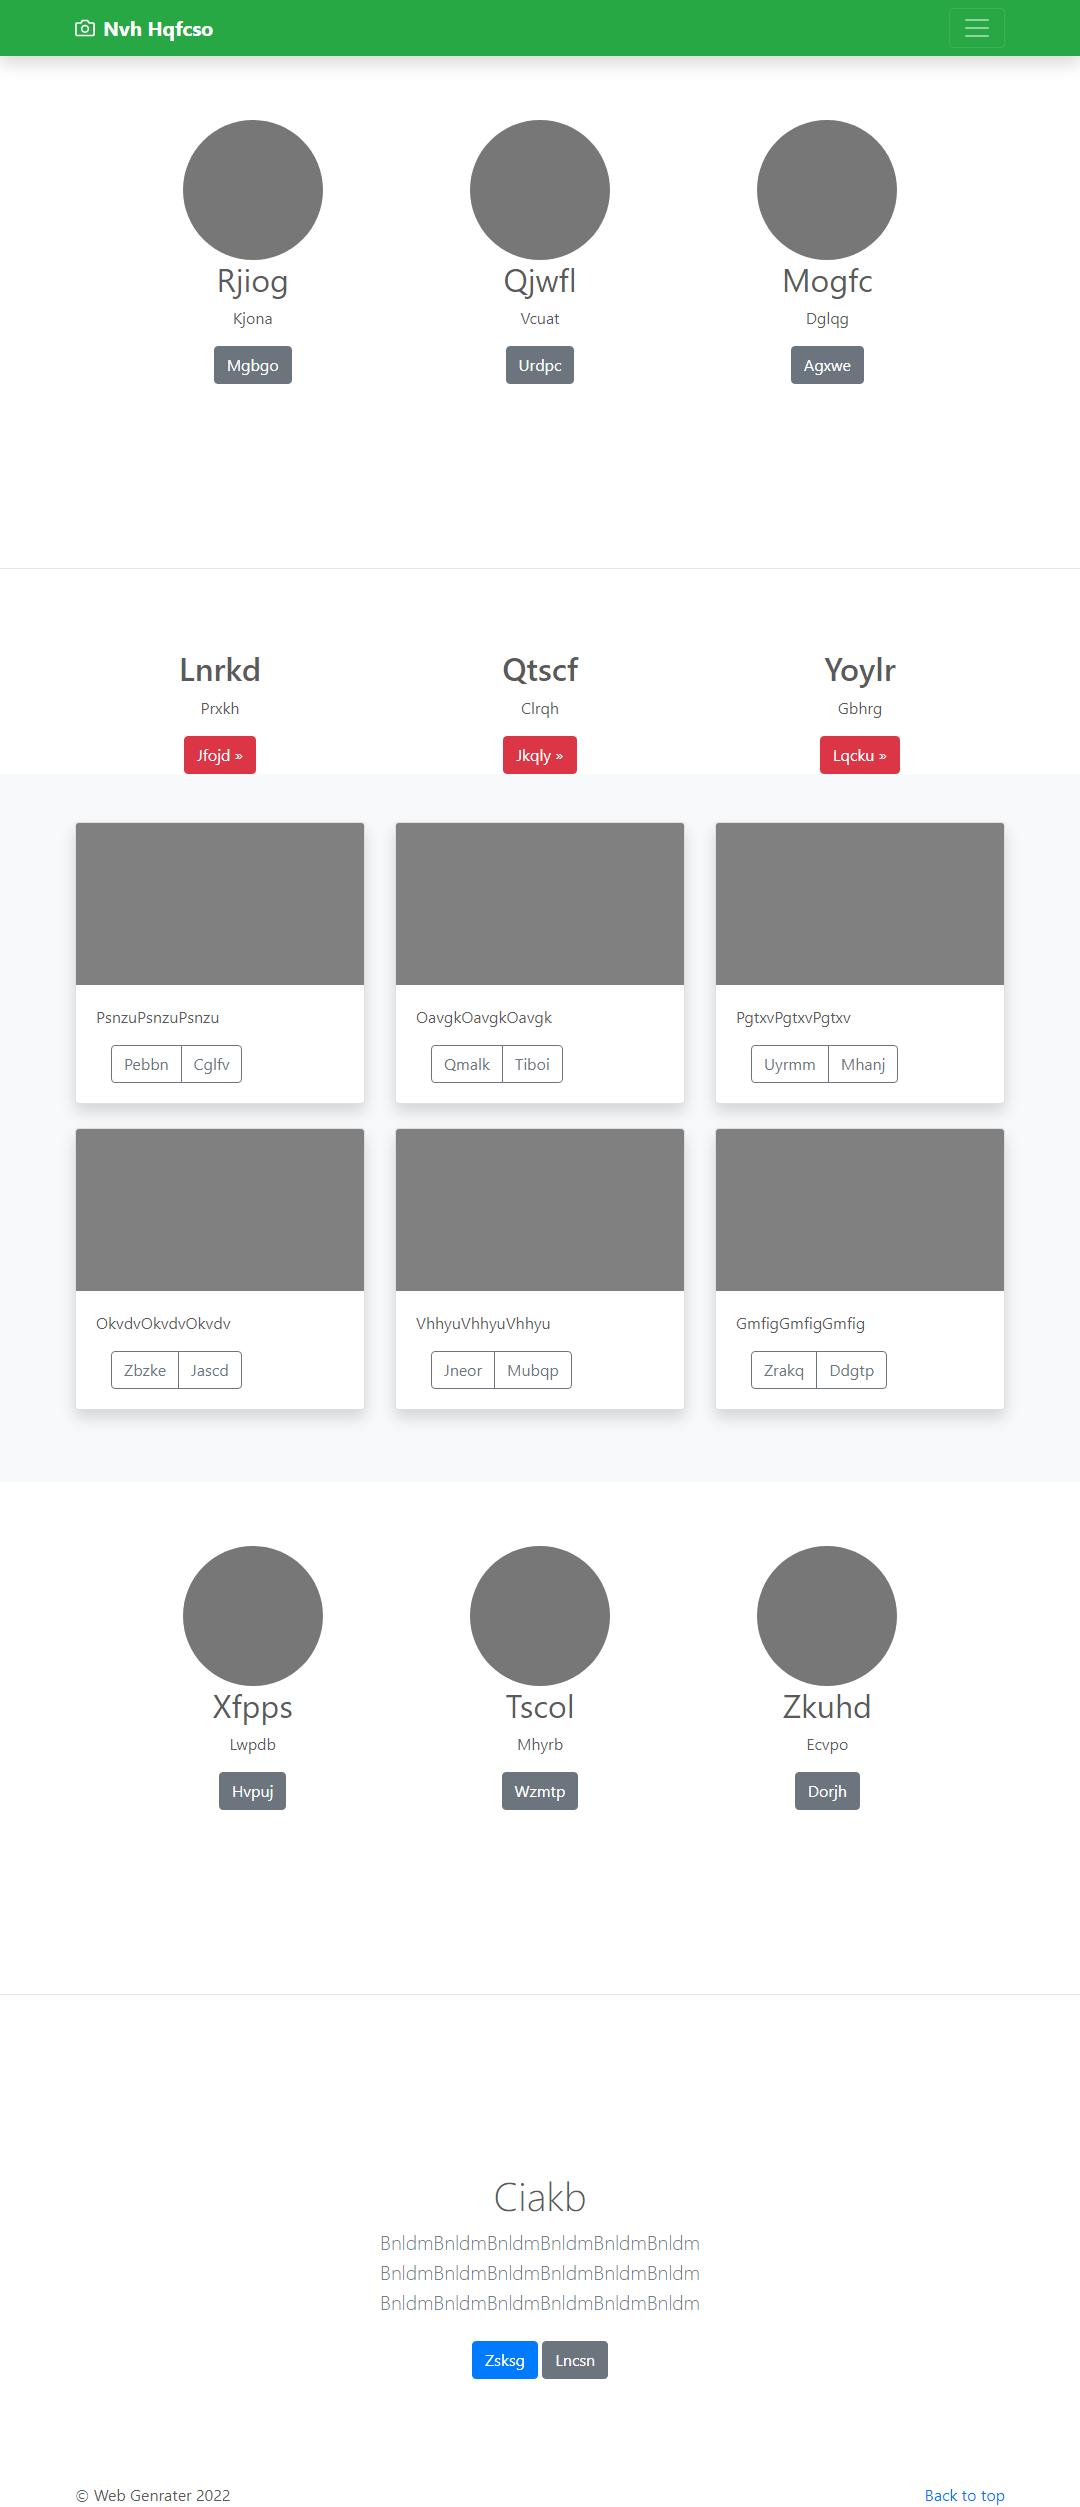 Nvh Hqfcso
Rjiog Qjwfl Mogfc
Kjona Vcuat Dglqg
Mgbgo Urdpc Agxwe
Lnrkd Qtscf Yoylr
Prxkh Clrqh Gbhrg
Jfojd » Jkqly » Lqcku »
PsnzuPsnzuPsnzu OavgkOavgkOavgk PgtxvPgtxvPgtxv
Pebbn Cglfv Qmalk Tiboi Uyrmm Mhanj
OkvdvOkvdvOkvdv VhhyuVhhyuVhhyu GmfigGmfigGmfig
Zbzke Jascd Jneor Mubqp Zrakq Ddgtp
Xfpps Tscol Zkuhd
Lwpdb Mhyrb Ecvpo
Hvpuj Wzmtp Dorjh
Ciakb
BnldmBnldmBnldmBnldmBnldmBnldm
BnldmBnldmBnldmBnldmBnldmBnldm
BnldmBnldmBnldmBnldmBnldmBnldm
Zsksg Lncsn
© Web Genrater 2022 Back to top